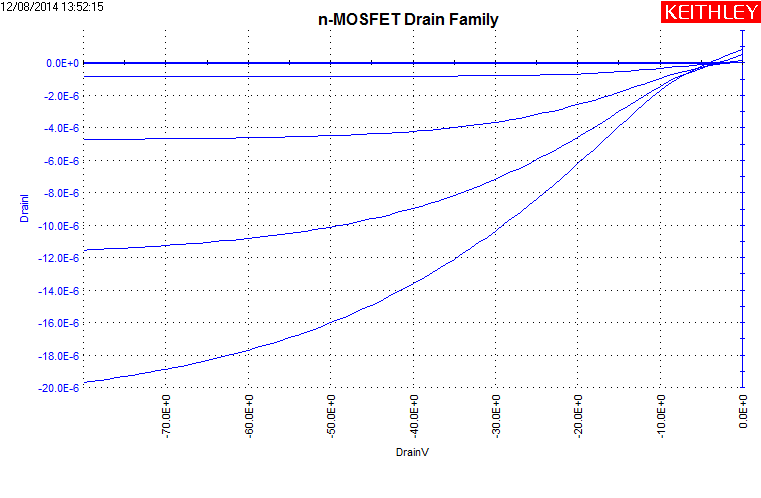 12/08/2014 13:52:15
KEITHLEY
n-MOSFET Drain Family
0.0E+0
-2.0E-6
-4.0E-6
-6.0E-6
-8.0E-6
-10.0E-6
-12.0E-6
-14.0E-6
-16.0E-6
-18.0E-6
-20.0E-6
DrainI
-70.0E+0
-60.0E+0
-50.0E+0
-40.0E+0
-30.0E+0
-20.0E+0
-10.0E+0
0.0E+0
DrainV